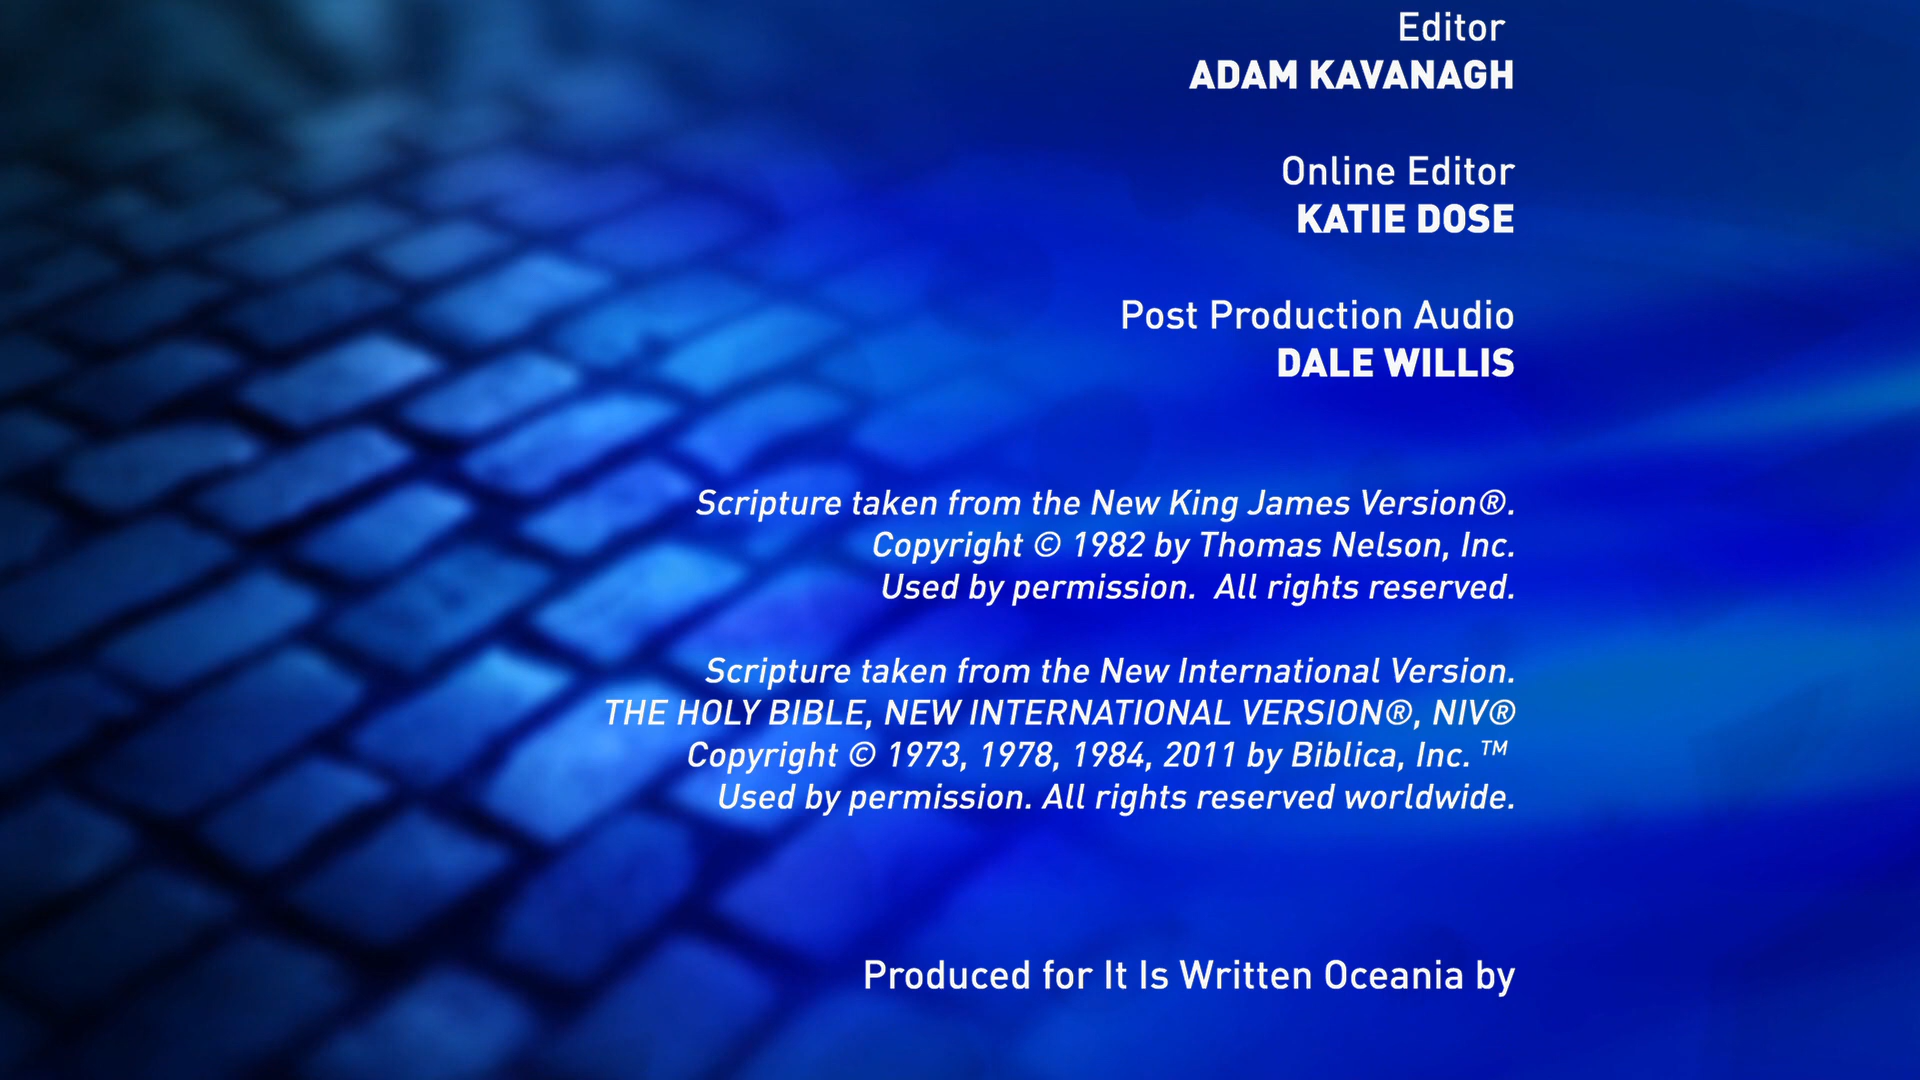 Editor
ADAM KAVANAGH
Online Editor
KATIE DOSE
Post Production Audio
DALE WILLIS
Scripture taken from the New King James Version®.
Copyright © 1982 by Thomas Nelson, Inc.
Used by permission.  All rights reserved.
Scripture taken from the New International Version.
THE HOLY BIBLE, NEW INTERNATIONAL VERSION®, NIV®
Copyright © 1973, 1978, 1984, 2011 by Biblica, Inc. ™
Used by permission. All rights reserved worldwide.
Produced for It Is Written Oceania by